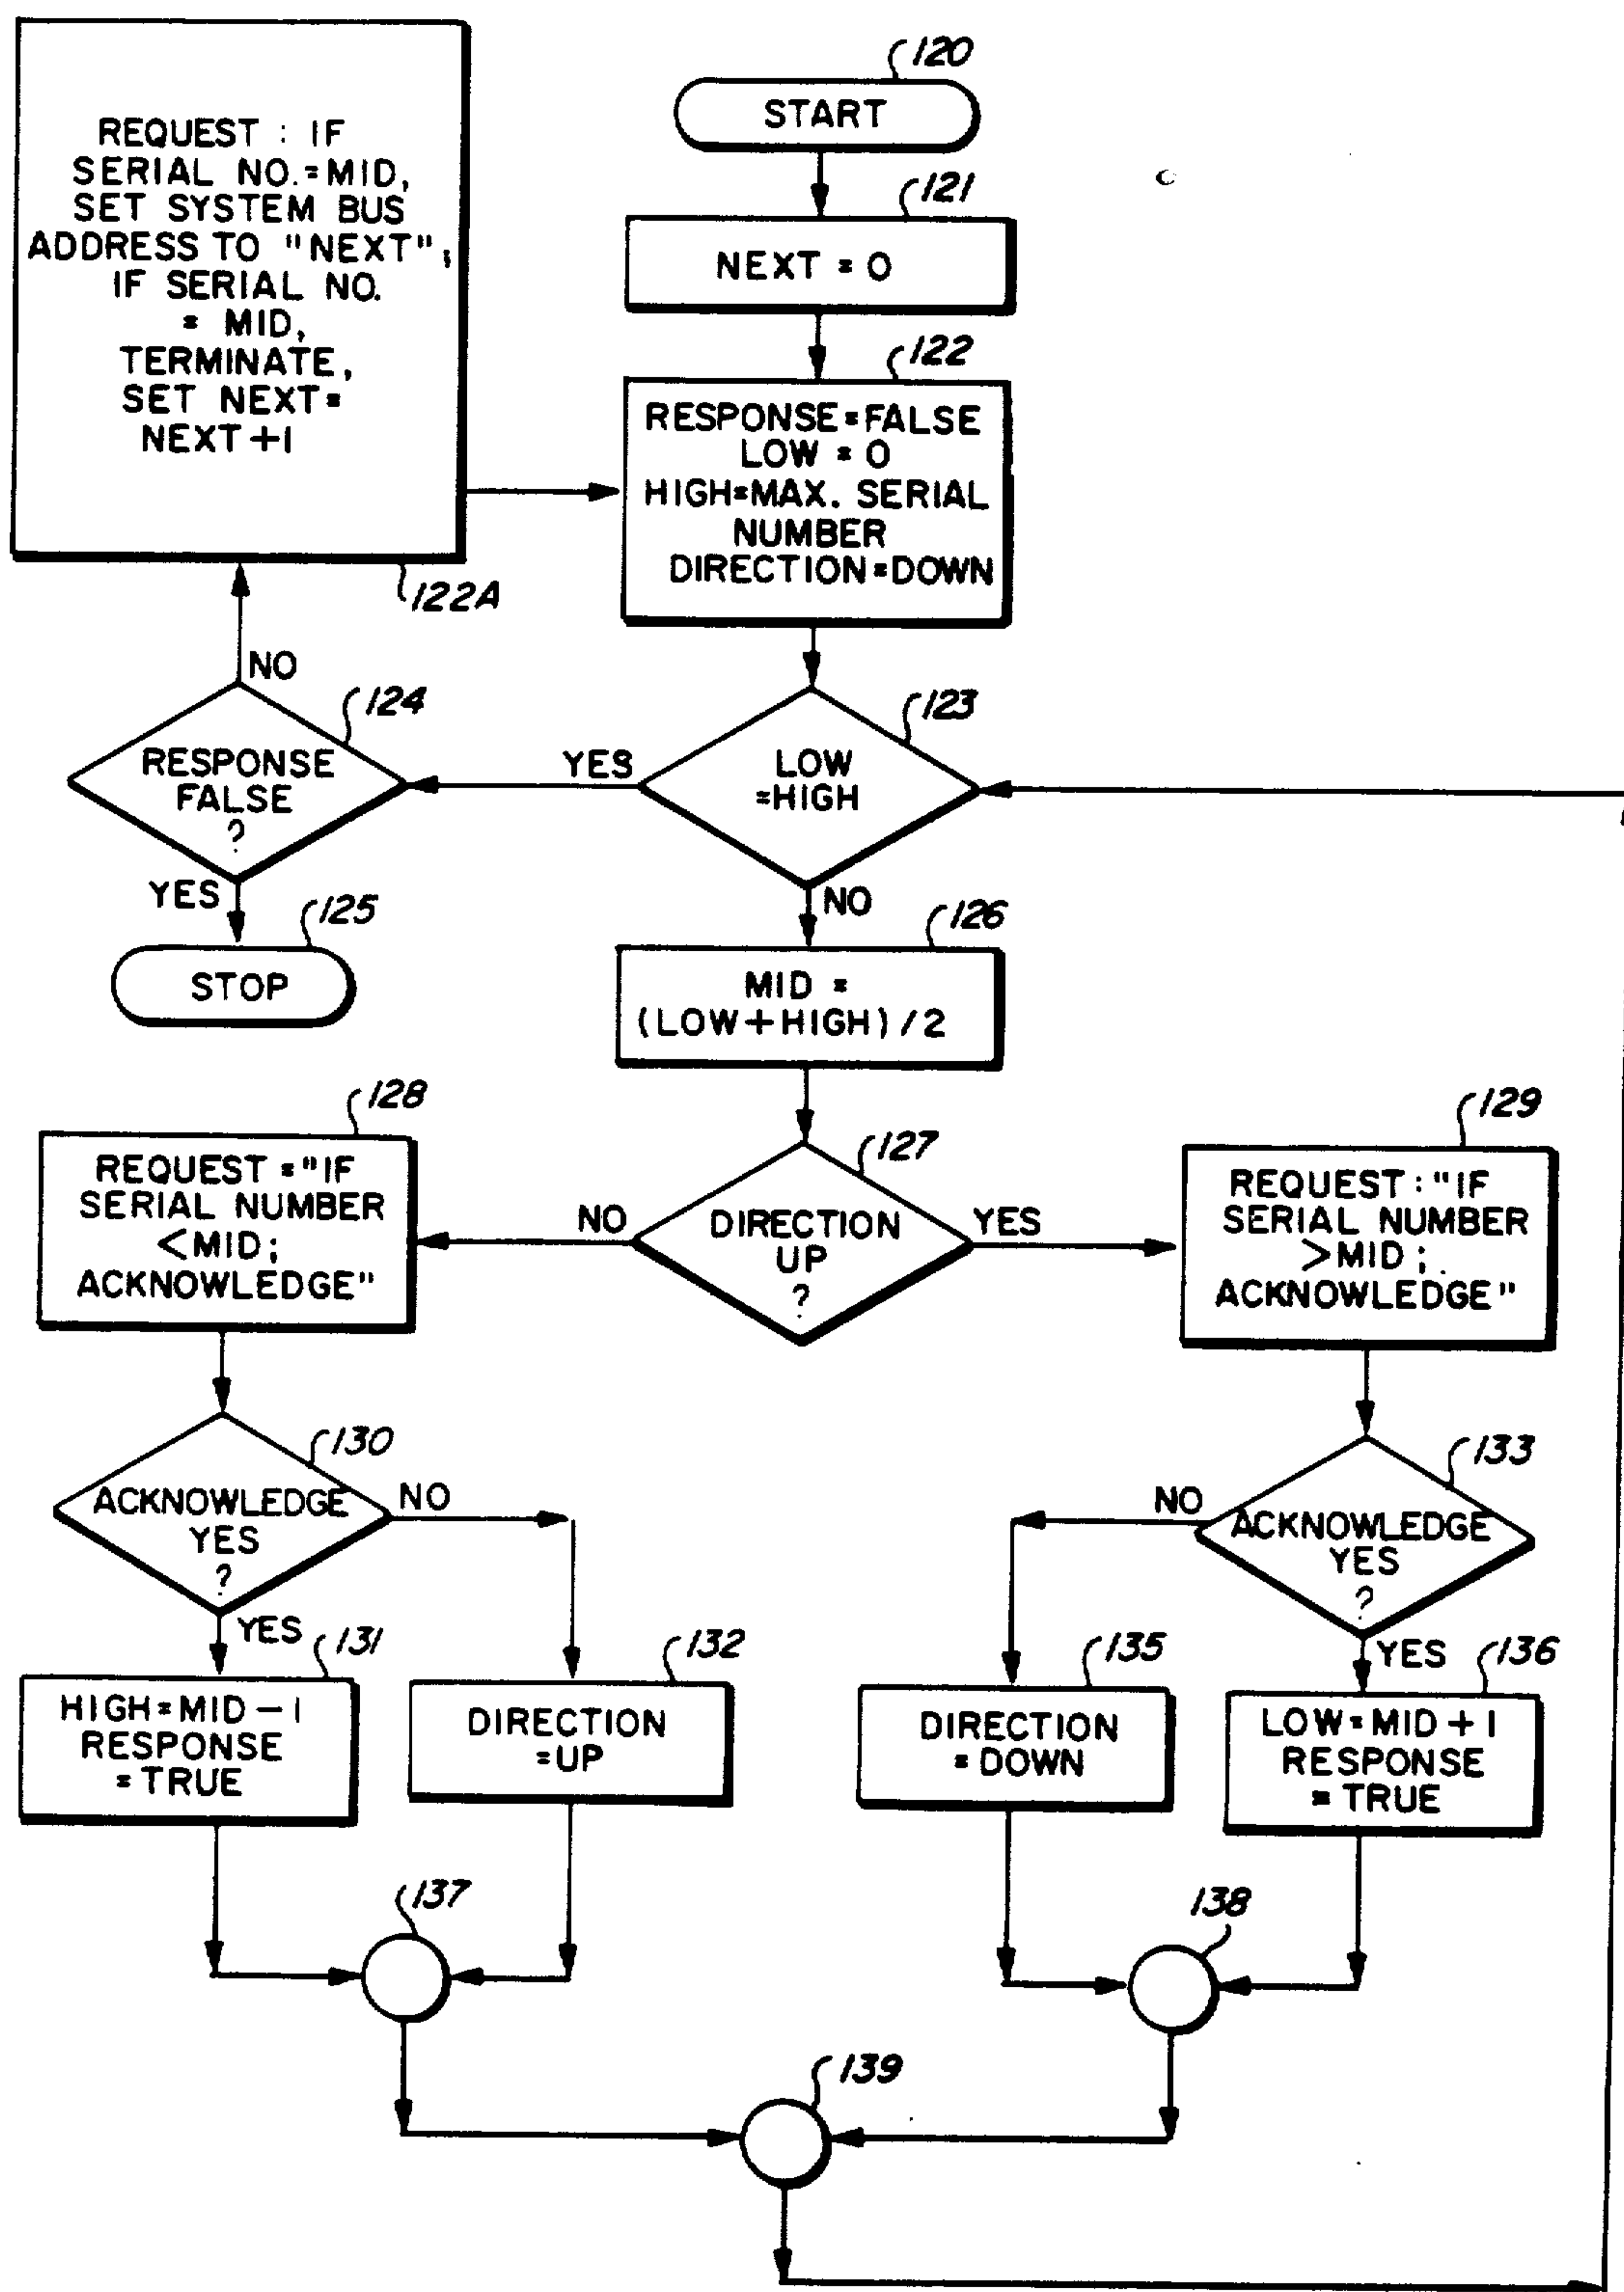 120
START
121
NEXT = 0
122
RESPONSE=FALSE
LOW = 0
HIGH=MAX. SERIAL
NUMBER
DIRECTION=DOWN
REQUEST : IF
SERIAL NO.=MID,
SET SYSTEM BUS
ADDRESS TO "NEXT";
IF SERIAL NO.
= MID,
TERMINATE,
SET NEXT=
NEXT+1
122A
NO
124
RESPONSE
FALSE
?
YES
125
STOP
YES
123
LOW
=HIGH
NO
126
MID =
(LOW+HIGH)/2
127
DIRECTION
UP
?
NO
YES
128
REQUEST ="IF
SERIAL NUMBER
<MID;
ACKNOWLEDGE"
129
REQUEST:"IF
SERIAL NUMBER
>MID;
ACKNOWLEDGE"
130
ACKNOWLEDGE
YES
?
NO
YES
133
NO
ACKNOWLEDGE
YES
?
YES
131
HIGH=MID-1
RESPONSE
=TRUE
132
DIRECTION
=UP
135
DIRECTION
=DOWN
136
LOW=MID+1
RESPONSE
= TRUE
137
138
139